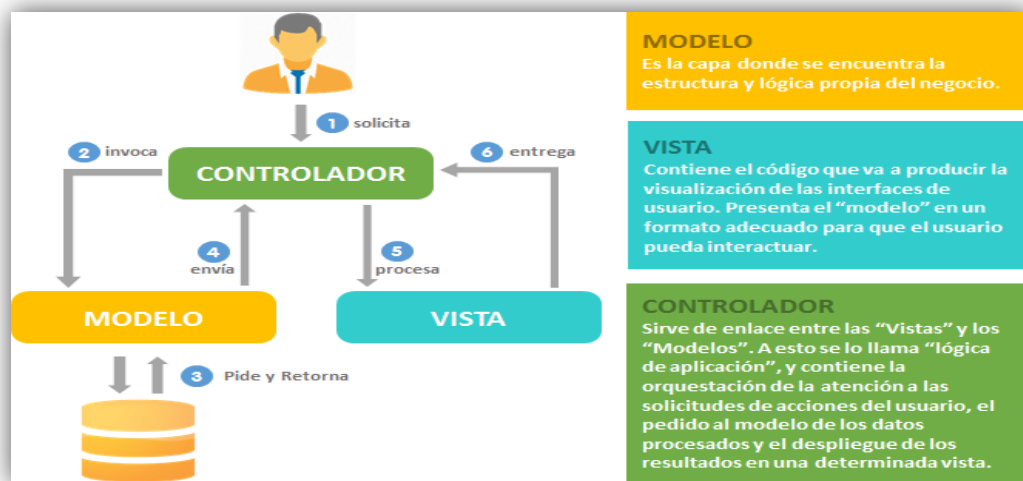 1 solicita
2 invoca
6 entrega
CONTROLADOR
4 envía
5 procesa
MODELO
VISTA
3 Pide y Retorna
MODELO
Es la capa donde se encuentra la
estructura y lógica propia del negocio.
VISTA
Contiene el código que va a producir la
visualización de las interfaces de
usuario. Presenta el “modelo” en un
formato adecuado para que el usuario
pueda interactuar.
CONTROLADOR
Sirve de enlace entre las “Vistas” y los
“Modelos”. A esto se lo llama “lógica
de aplicación”, y contiene la
orquestación de la atención a las
solicitudes de acciones del usuario, el
pedido al modelo de los datos
procesados y el despliegue de los
resultados en una determinada vista.